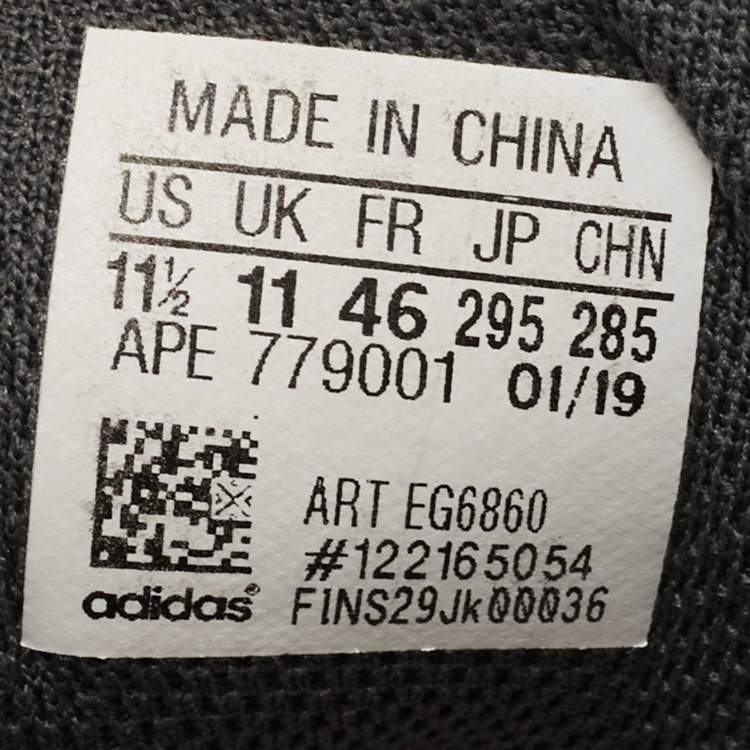 MADE IN CHINA
US UK FR JP CHN
11½ 11 46 295 285
APE 779001 01/19
ART EG6860
#122165054
adidas® F1NS29Jk00036